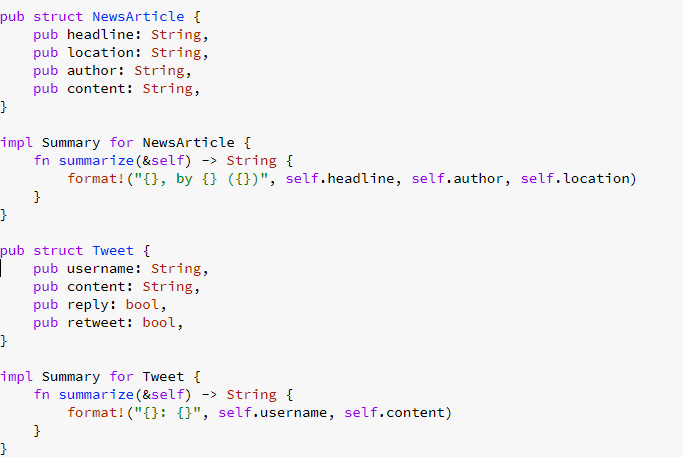 pub struct NewsArticle {
    pub headline: String,
    pub location: String,
    pub author: String,
    pub content: String,
}

impl Summary for NewsArticle {
    fn summarize(&self) -> String {
        format!("{}, by {} ({})", self.headline, self.author, self.location)
    }
}

pub struct Tweet {
    pub username: String,
    pub content: String,
    pub reply: bool,
    pub retweet: bool,
}

impl Summary for Tweet {
    fn summarize(&self) -> String {
        format!("{}: {}", self.username, self.content)
    }
}